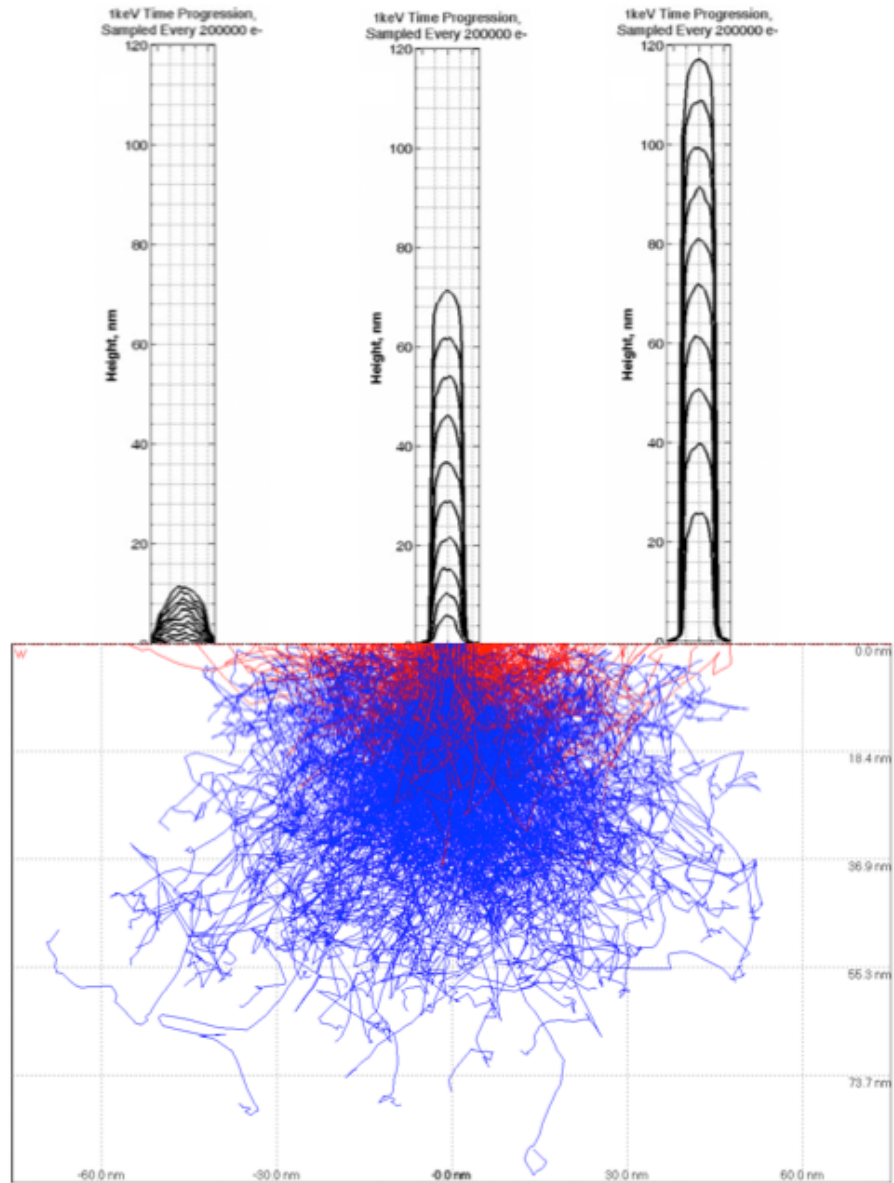 1keV Time Progression,
Sampled Every 200000 e-
120
100
80
60
40
20
0
Height, nm
1keV Time Progression,
Sampled Every 200000 e-
120
100
80
60
40
20
0
Height, nm
1keV Time Progression,
Sampled Every 200000 e-
120
100
80
60
40
20
0
Height, nm
W
0.0 nm
18.4 nm
36.9 nm
55.3 nm
73.7 nm
-60.0 nm
-30.0 nm
-0.0 nm
30.0 nm
60.0 nm